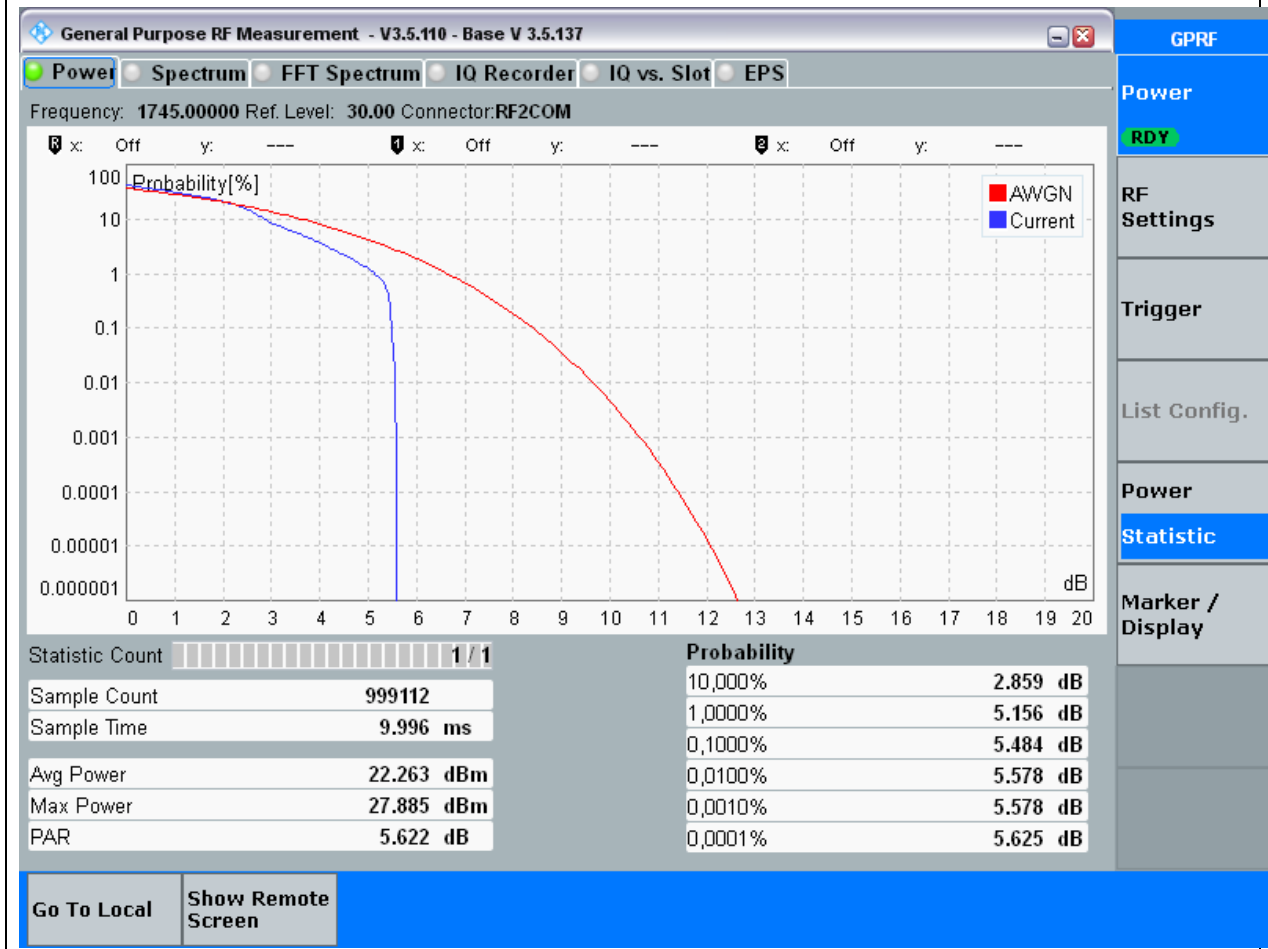 General Purpose RF Measurement - V3.5.110 - Base V 3.5.137
GPRF
Power Spectrum FFT Spectrum IQ Recorder IQ vs. Slot EPS
Frequency: 1745.00000 Ref. Level: 30.00 Connector:RF2COM
R x: Off y: --- 1 x: Off y: --- 2 x: Off y: ---
Probability[%]
AWGN
Current
100
10
1
0.1
0.01
0.001
0.0001
0.00001
0.000001
dB
0 1 2 3 4 5 6 7 8 9 10 11 12 13 14 15 16 17 18 19 20
Statistic Count 1 / 1
Sample Count 999112
Sample Time 9.996 ms
Avg Power 22.263 dBm
Max Power 27.885 dBm
PAR 5.622 dB
Probability
10,000% 2.859 dB
1,0000% 5.156 dB
0,1000% 5.484 dB
0,0100% 5.578 dB
0,0010% 5.578 dB
0,0001% 5.625 dB
Power
RDY
RF
Settings
Trigger
List Config.
Power
Statistic
Marker /
Display
Go To Local
Show Remote
Screen